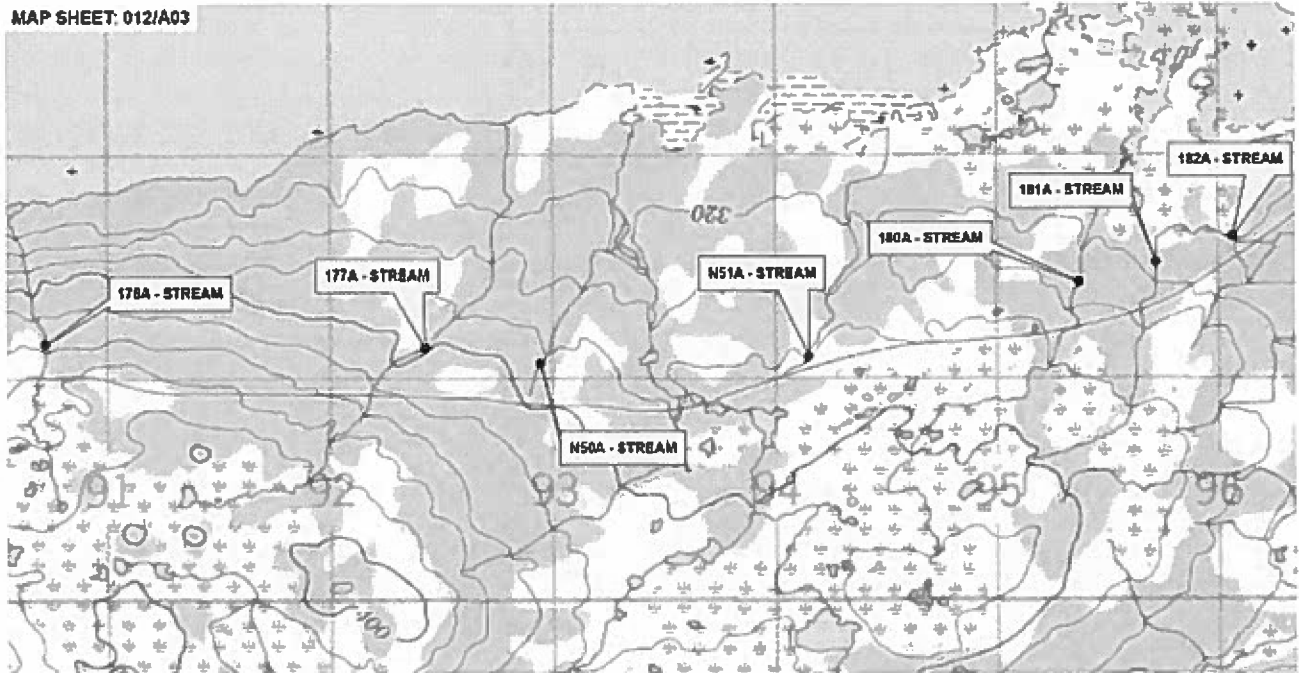 MAP SHEET: 012/A03
182A - STREAM
181A - STREAM
320
180A - STREAM
177A - STREAM
N51A - STREAM
178A - STREAM
N50A - STREAM
91
92
93
94
95
96
400